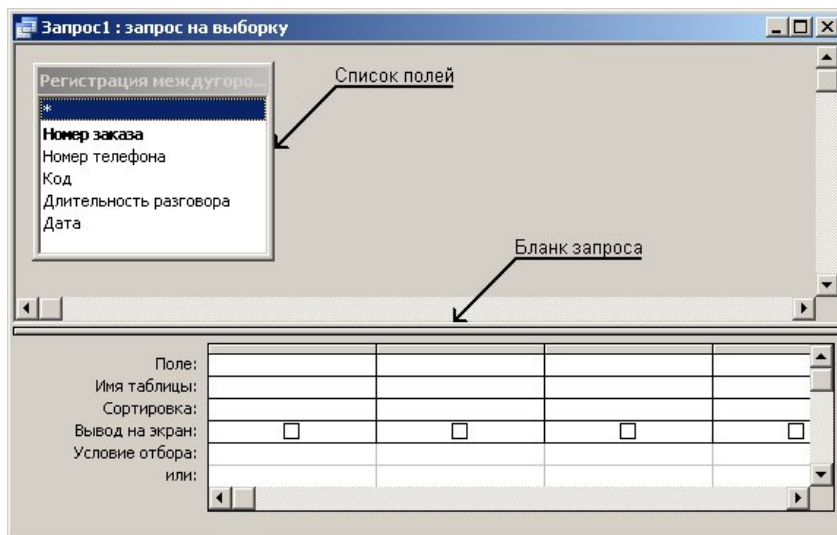 Запрос1 : запрос на выборку
Регистрация междугоро...
Список полей
*
Номер заказа
Номер телефона
Код
Длительность разговора
Дата
Бланк запроса
Поле:
Имя таблицы:
Сортировка:
Вывод на экран:
Условие отбора:
или: